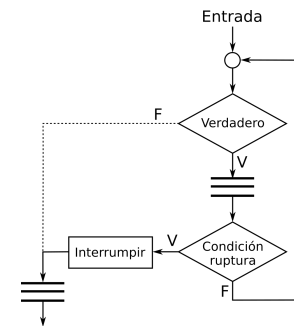 Entrada
F
Verdadero
V
Condición
ruptura
V
Interrumpir
F